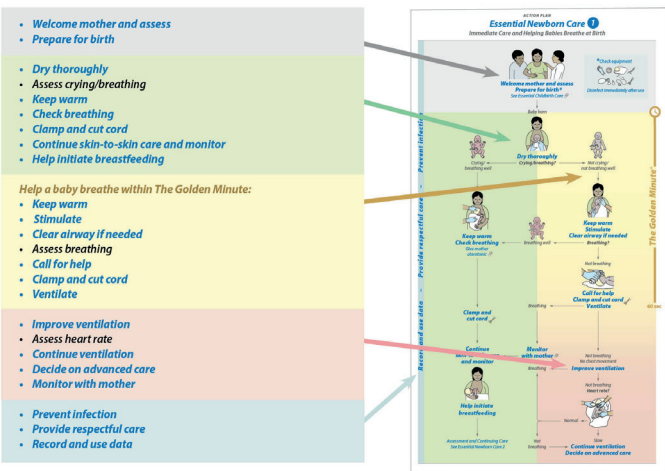 Welcome mother and assess
Prepare for birth
Dry thoroughly
Assess crying/breathing
Keep warm
Check breathing
Clamp and cut cord
Continue skin-to-skin care and monitor
Help initiate breastfeeding
Help a baby breathe within The Golden Minute:
Keep warm
Stimulate
Clear airway if needed
Assess breathing
Call for help
Clamp and cut cord
Ventilate
Improve ventilation
Assess heart rate
Continue ventilation
Decide on advanced care
Monitor with mother
Prevent infection
Provide respectful care
Record and use data
ACTION PLAN
Essential Newborn Care 1
Immediate Care and Helping Babies Breathe at Birth
Welcome mother and assess
Prepare for birth*
See Essential Childbirth Care
*Check equipment
Disinfect immediately after use
Baby born
Dry thoroughly
Crying/Breathing?
Crying/
breathing well
Not crying/
not breathing well
Keep warm
Check breathing
Breathing well
Keep warm
Stimulate
Clear airway if needed
Breathing?
Not breathing
Call for help
Clamp and cut cord
Ventilate
Breathing
Clamp and
cut cord
Continue
and monitor
Monitor
with mother
Breathing
Not breathing
No chest movement
Improve ventilation
Not breathing
Heart rate?
Help initiate
breastfeeding
Normal
Slow
Assessment and Continuing Care
See Essential Newborn Care 2
Not
breathing
Continue ventilation
Decide on advanced care
Prevent infection
Provide respectful care
Record and use data
The Golden Minute
60 sec